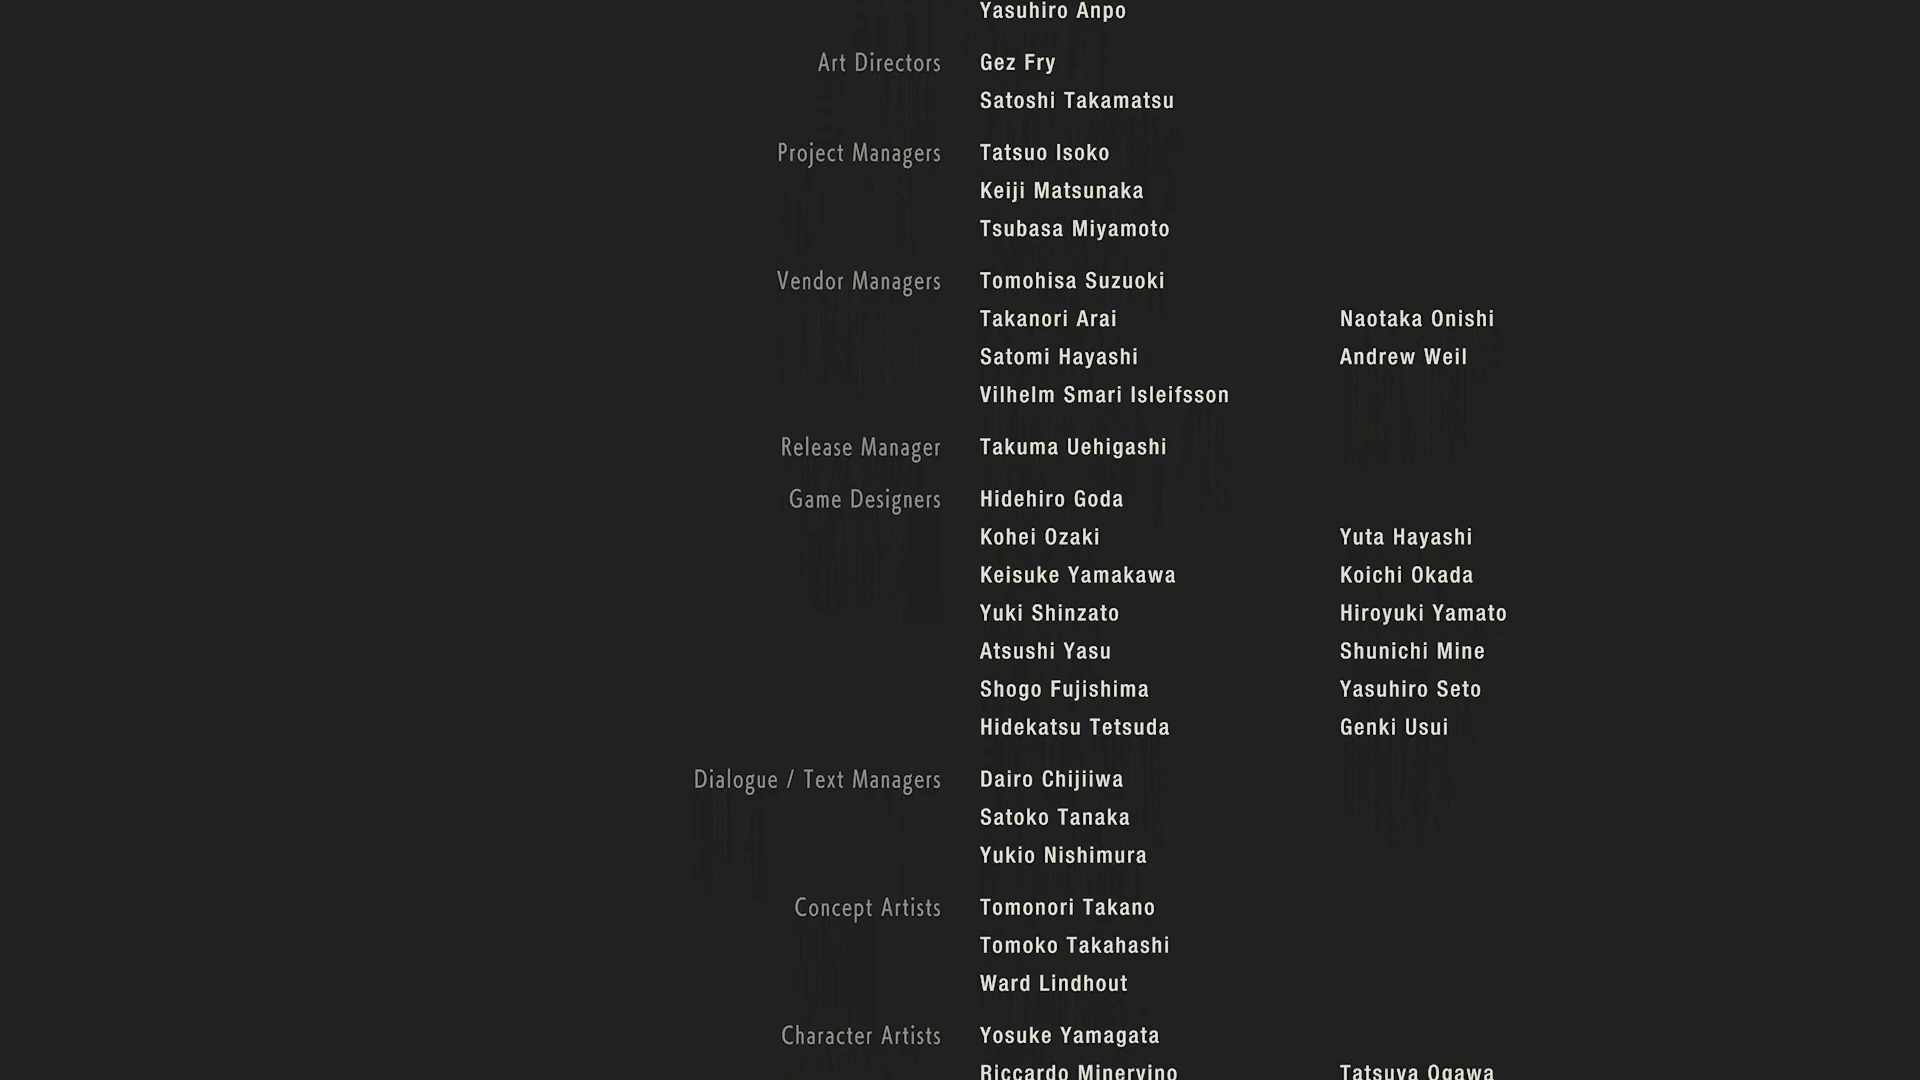 Yasuhiro Anpo
Art Directors Gez Fry
Satoshi Takamatsu
Project Managers Tatsuo Isoko
Keiji Matsunaka
Tsubasa Miyamoto
Vendor Managers Tomohisa Suzuoki
Takanori Arai Naotaka Onishi
Satomi Hayashi Andrew Weil
Vilhelm Smari Isleifsson
Release Manager Takuma Uehigashi
Game Designers Hidehiro Goda
Kohei Ozaki Yuta Hayashi
Keisuke Yamakawa Koichi Okada
Yuki Shinzato Hiroyuki Yamato
Atsushi Yasu Shunichi Mine
Shogo Fujishima Yasuhiro Seto
Hidekatsu Tetsuda Genki Usui
Dialogue / Text Managers Dairo Chijiiwa
Satoko Tanaka
Yukio Nishimura
Concept Artists Tomonori Takano
Tomoko Takahashi
Ward Lindhout
Character Artists Yosuke Yamagata
Riccardo Minervino Tatsuya Ogawa